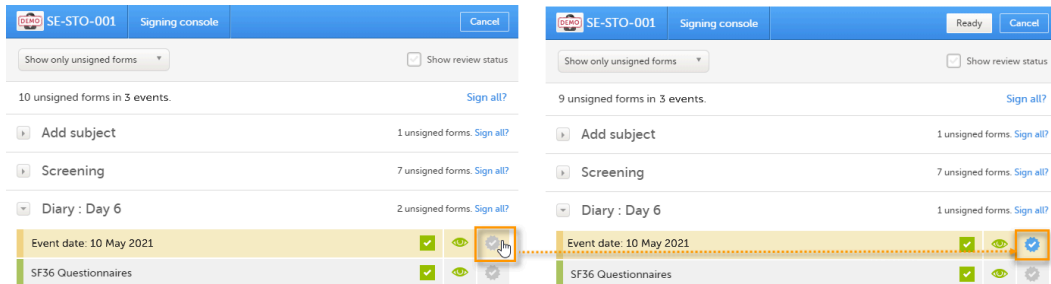 DEMO SE-STO-001 Signing console Cancel
Show only unsigned forms Show review status
10 unsigned forms in 3 events. Sign all?
Add subject 1 unsigned forms. Sign all?
Screening 7 unsigned forms. Sign all?
Diary : Day 6 2 unsigned forms. Sign all?
Event date: 10 May 2021
SF36 Questionnaires
DEMO SE-STO-001 Signing console Ready Cancel
Show only unsigned forms Show review status
9 unsigned forms in 3 events. Sign all?
Add subject 1 unsigned forms. Sign all?
Screening 7 unsigned forms. Sign all?
Diary : Day 6 1 unsigned forms. Sign all?
Event date: 10 May 2021
SF36 Questionnaires